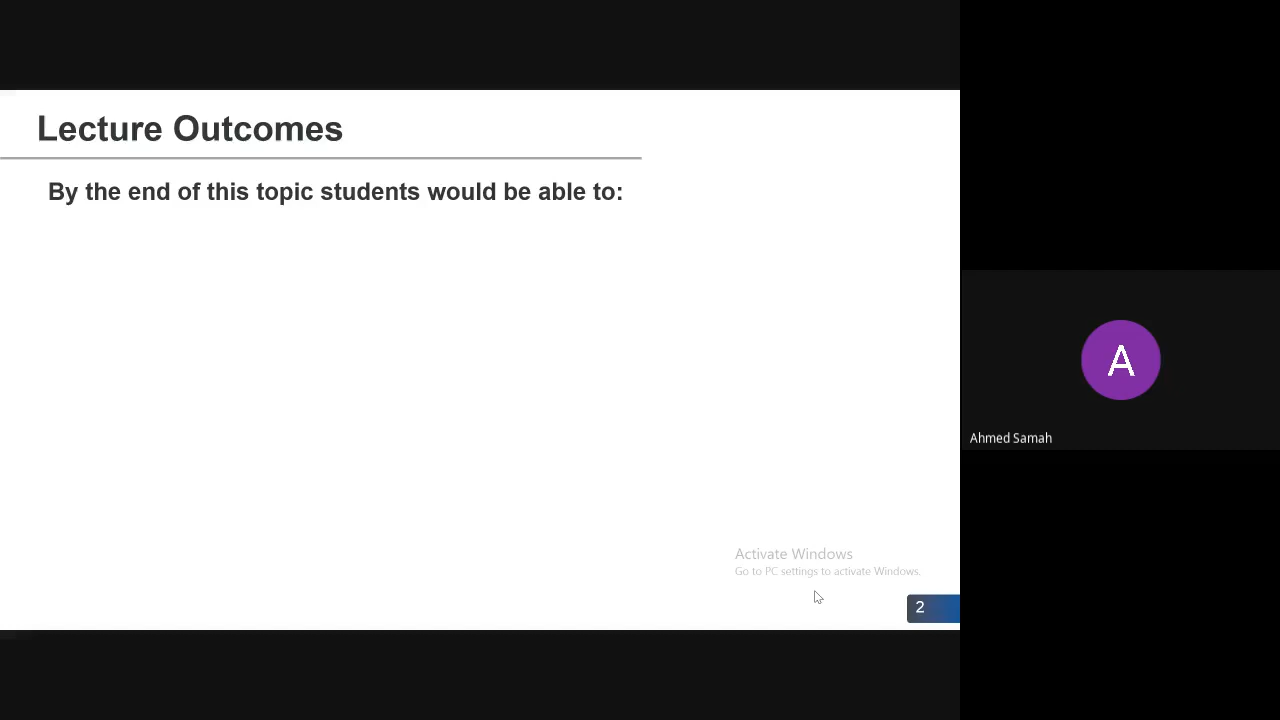 Lecture Outcomes
By the end of this topic students would be able to:
A
Ahmed Samah
Activate Windows
Go to PC settings to activate Windows.
2